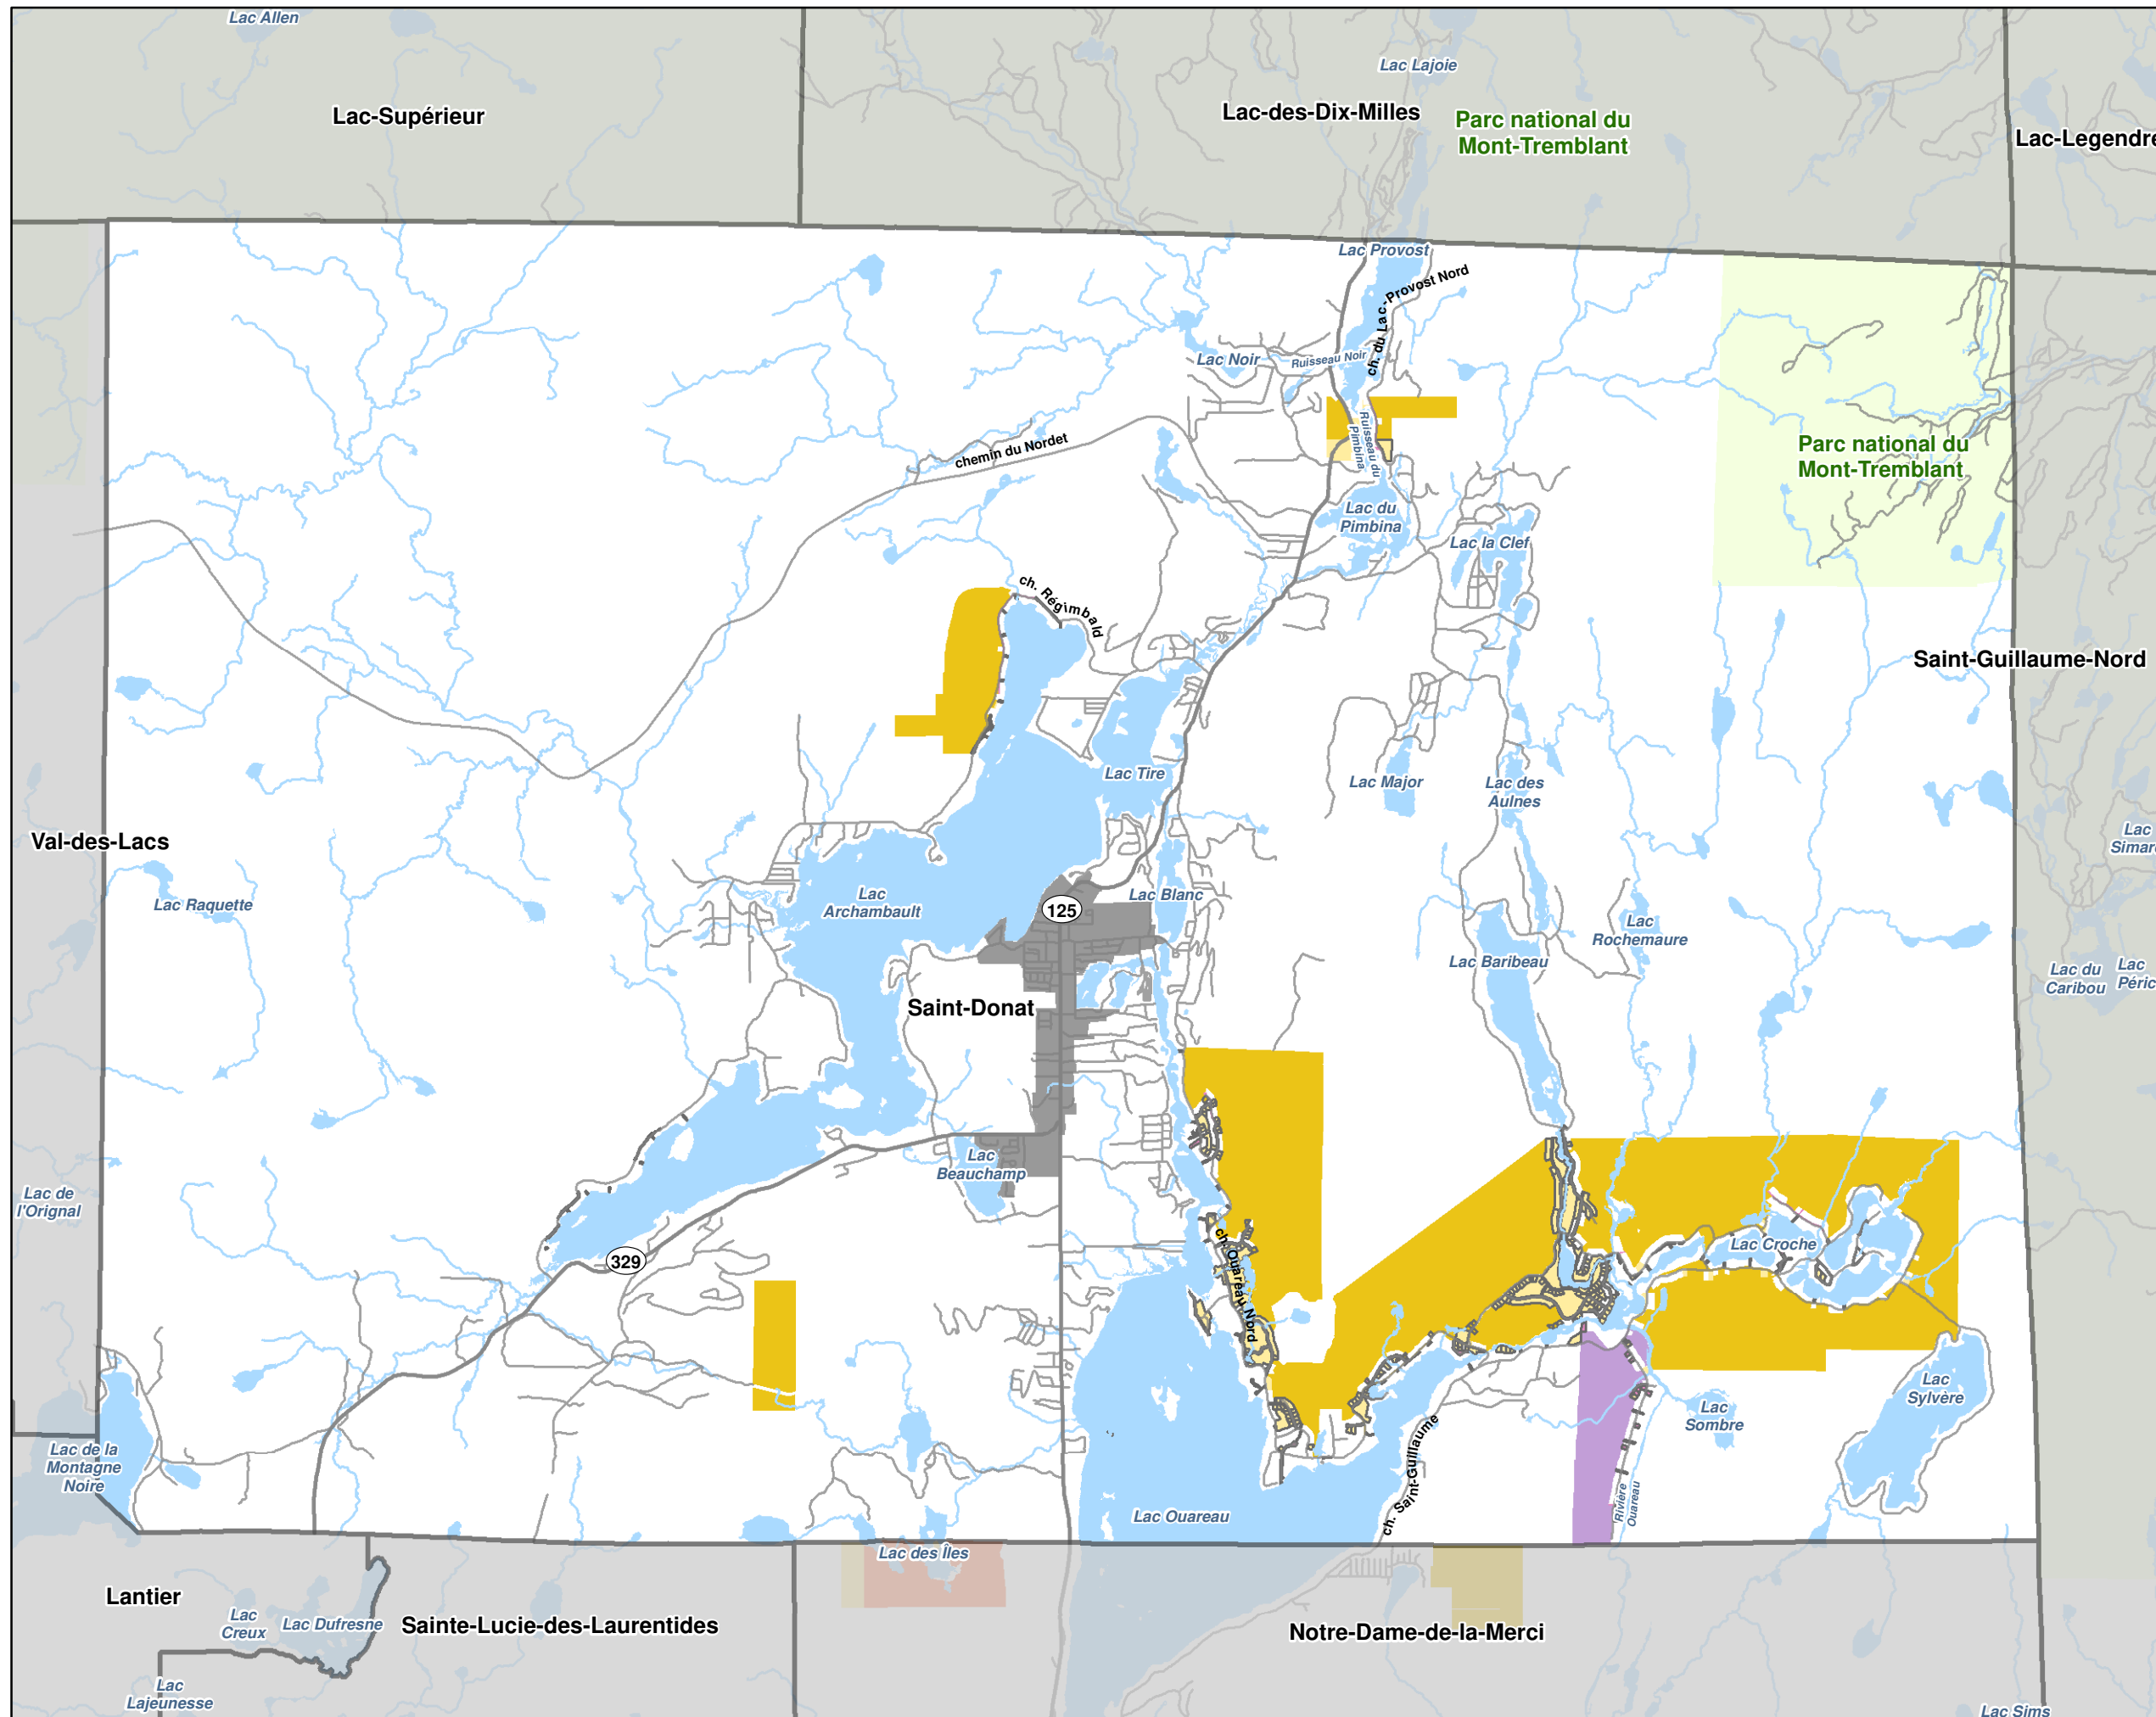 Lac Allen
Lac Lajoie
Lac-Supérieur
Lac-des-Dix-Milles
Parc national du
Mont-Tremblant
Lac-Legendre
Lac Provost
ch. du Lac-Provost Nord
Lac Noir
Ruisseau Noir
chemin du Nordet
Ruisseau du
Pimbina
Parc national du
Mont-Tremblant
Lac du
Pimbina
Lac la Clef
ch. Régimbald
Saint-Guillaume-Nord
Lac Tire
Lac Major
Lac des
Aulnes
Val-des-Lacs
Lac
Simar
Lac Raquette
Lac
Archambault
125
Lac Blanc
Lac
Rochemaure
Lac Baribeau
Lac du
Caribou
Lac
Péric
Saint-Donat
Lac
Beauchamp
Lac de
l'Orignal
329
ch. Ouareau Nord
Lac Croche
Lac
Sylvère
Lac
Sombre
ch. Saint-Guillaume
Lac de la
Montagne
Noire
Rivière
Ouareau
Lac Ouareau
Lac des Îles
Lantier
Lac
Creux
Lac Dufresne
Sainte-Lucie-des-Laurentides
Notre-Dame-de-la-Merci
Lac
Lajeunesse
Lac Sims